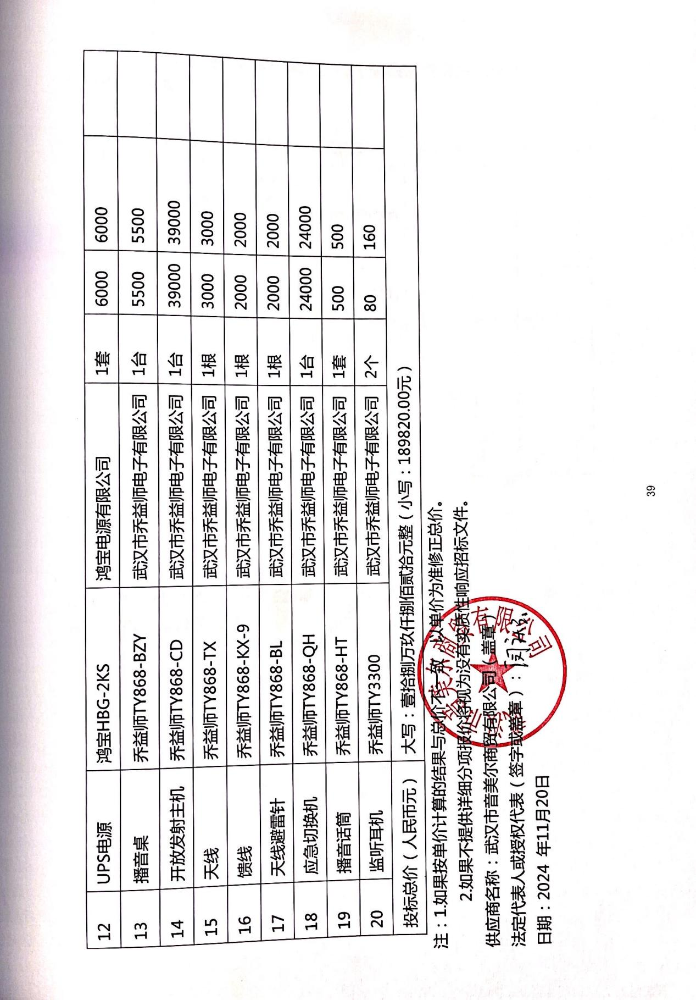 12 UPS电源 鸿宝HBG-2KS 鸿宝电源有限公司 1套 6000 6000
13 播音桌 乔益师TY868-BZY 武汉市乔益师电子有限公司 1台 5500 5500
14 开放发射主机 乔益师TY868-CD 武汉市乔益师电子有限公司 1台 39000 39000
15 天线 乔益师TY868-TX 武汉市乔益师电子有限公司 1根 3000 3000
16 馈线 乔益师TY868-KX-9 武汉市乔益师电子有限公司 1根 2000 2000
17 天线避雷针 乔益师TY868-BL 武汉市乔益师电子有限公司 1根 2000 2000
18 应急切换机 乔益师TY868-QH 武汉市乔益师电子有限公司 1台 24000 24000
19 播音话筒 乔益师TY868-HT 武汉市乔益师电子有限公司 1套 500 500
20 监听耳机 乔益师TY3300 武汉市乔益师电子有限公司 2个 80 160
投标总价（人民币元） 大写：壹拾捌万玖仟捌佰贰拾元整（小写：189820.00元）
注：1.如果按单价计算的结果与总价不一致，以单价为准修正总价。
2.如果不提供详细分项报价将视为没有实质性响应招标文件。
供应商名称：武汉市音美尔商贸有限公司（盖章）
法定代表人或授权代表（签字或盖章）：
日期：2024 年11月20日
39